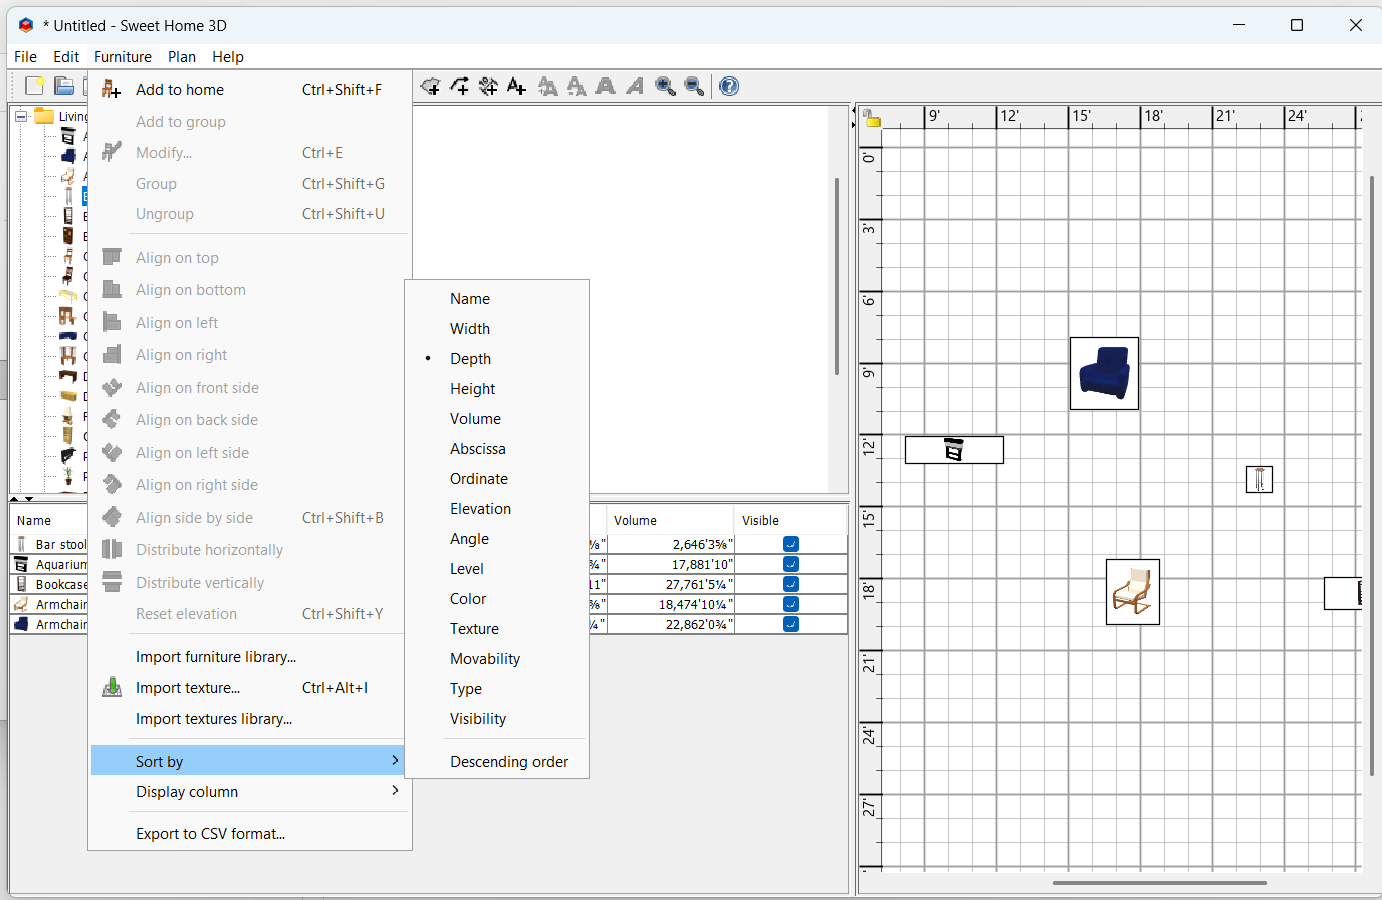 * Untitled - Sweet Home 3D
File Edit Furniture Plan Help
Add to home Ctrl+Shift+F
Add to group
Modify... Ctrl+E
Group Ctrl+Shift+G
Ungroup Ctrl+Shift+U
Align on top
Align on bottom
Align on left
Align on right
Align on front side
Align on back side
Align on left side
Align on right side
Align side by side Ctrl+Shift+B
Distribute horizontally
Distribute vertically
Reset elevation Ctrl+Shift+Y
Import furniture library...
Import texture... Ctrl+Alt+I
Import textures library...
Sort by
Display column
Export to CSV format...
Name
Width
Depth
Height
Volume
Abscissa
Ordinate
Elevation
Angle
Level
Color
Texture
Movability
Type
Visibility
Descending order
Living
Name Volume Visible
Bar stool 2,646'3⅝"
Aquarium 17,881'10"
Bookcase 11" 27,761'5¼"
Armchair 18,474'10¼"
Armchair 22,862'0¾"
9' 12' 15' 18' 21' 24'
0'
3'
6'
9'
12'
15'
18'
21'
24'
27'